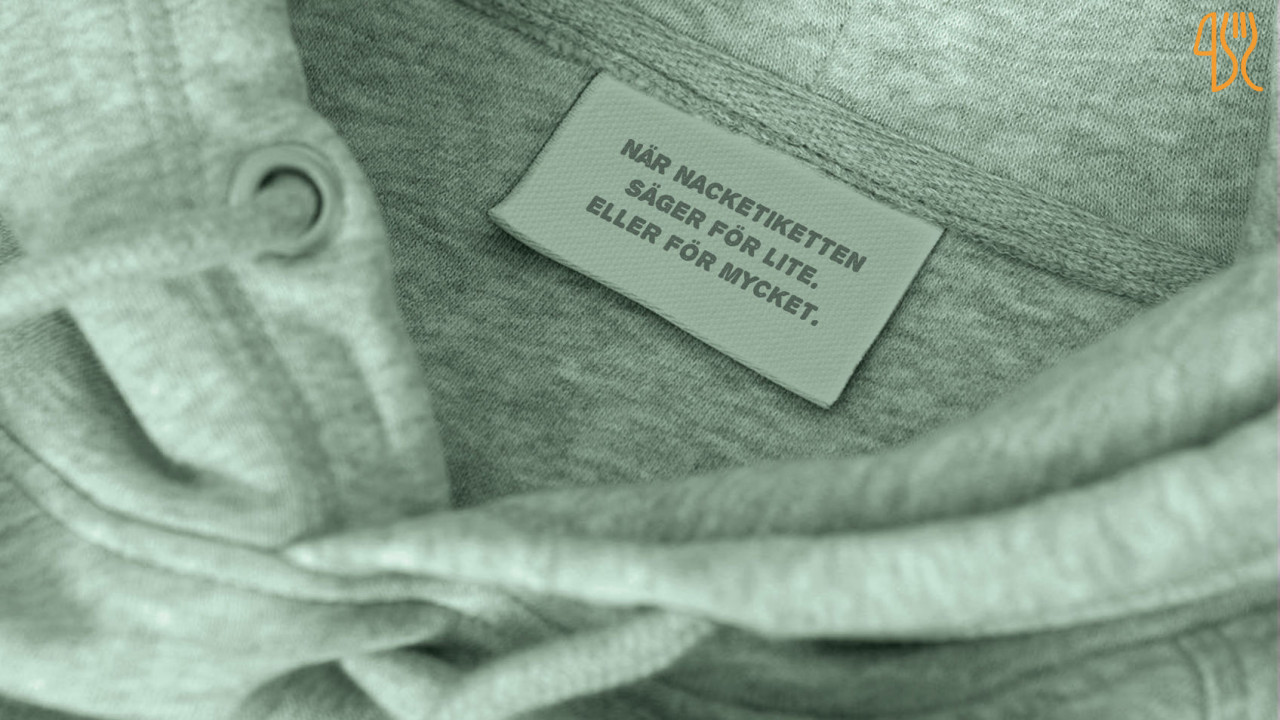 NÄR NACKETIKETTEN
SÄGER FÖR LITE.
ELLER FÖR MYCKET.